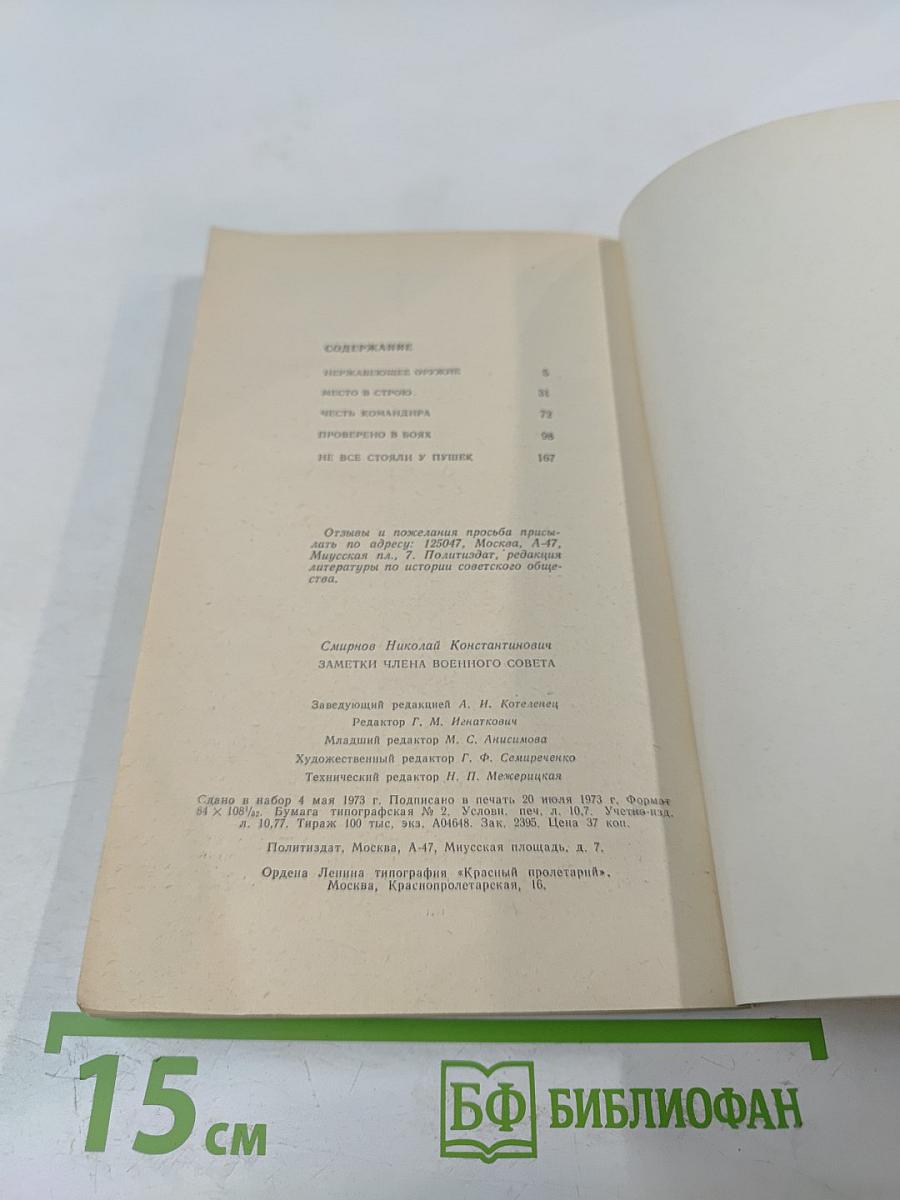 СОДЕРЖАНИЕ
НЕРЖАВЕЮЩЕЕ ОРУЖИЕ 5
МЕСТО В СТРОЮ. 31
ЧЕСТЬ КОМАНДИРА 72
ПРОВЕРЕНО В БОЯХ 98
НЕ ВСЕ СТОЯЛИ У ПУШЕК 167
Отзывы и пожелания просьба присы-
лать по адресу: 125047, Москва, А-47,
Миусская пл., 7. Политиздат, редакция
литературы по истории советского обще-
ства.
Смирнов Николай Константинович
ЗАМЕТКИ ЧЛЕНА ВОЕННОГО СОВЕТА
Заведующий редакцией А. И. Котеленец
Редактор Г. М. Игнаткович
Младший редактор М. С. Анисимова
Художественный редактор Г. Ф. Семиреченко
Технический редактор Н. П. Межерицкая
Сдано в набор 4 мая 1973 г. Подписано в печать 20 июля 1973 г. Формат
84 × 108¹/₃₂. Бумага типографская № 2. Условн. печ. л. 10,7. Учетно-изд.
л. 10,77. Тираж 100 тыс. экз. А04648. Зак. 2395. Цена 37 коп.
Политиздат, Москва, А-47, Миусская площадь, д. 7.
Ордена Ленина типография «Красный пролетарий».
Москва, Краснопролетарская, 16.
15 см
БФ БИБЛИОФАН